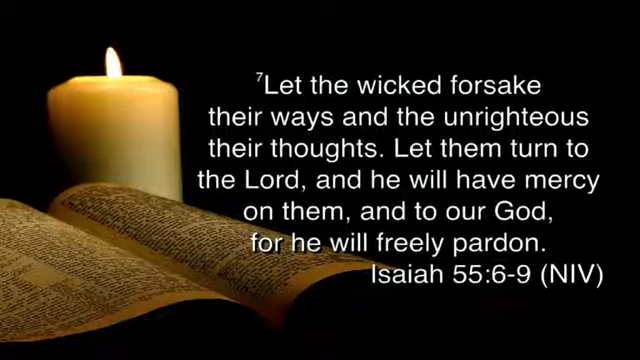 ⁷Let the wicked forsake
their ways and the unrighteous
their thoughts. Let them turn to
the Lord, and he will have mercy
on them, and to our God,
for he will freely pardon.
Isaiah 55:6-9 (NIV)